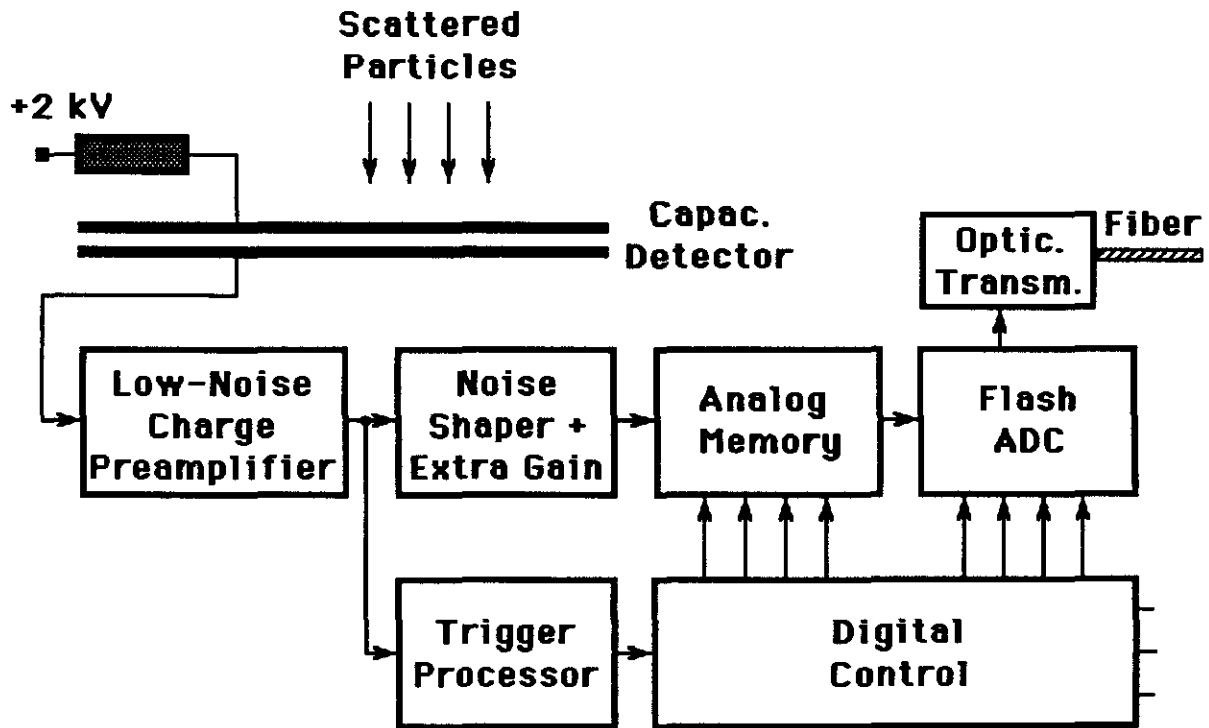 Scattered
Particles
+2 kV
Capac.
Detector
Optic.
Transm.
Fiber
Low-Noise
Charge
Preamplifier
Noise
Shaper +
Extra Gain
Analog
Memory
Flash
ADC
Trigger
Processor
Digital
Control